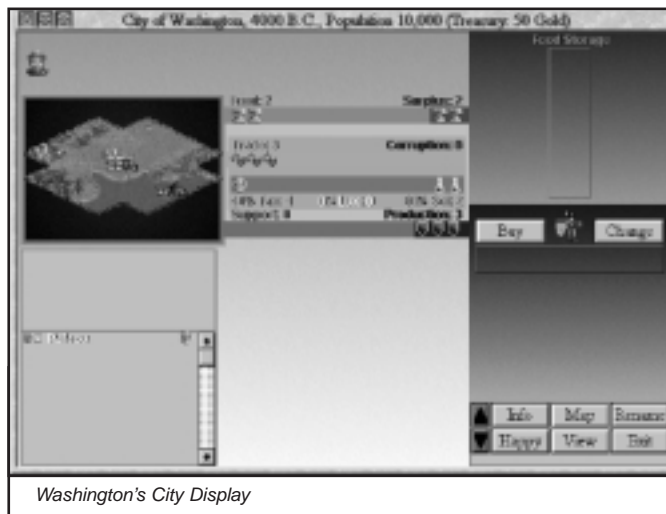 City of Washington, 4000 B.C., Population 10,000 (Treasury: 50 Gold)
Food Storage
Food: 2 Surplus: 2
Trade: 3 Corruption: 0
Support: 0 Production: 3
Buy Change
Info Map Rename
Happy View Exit
Washington's City Display